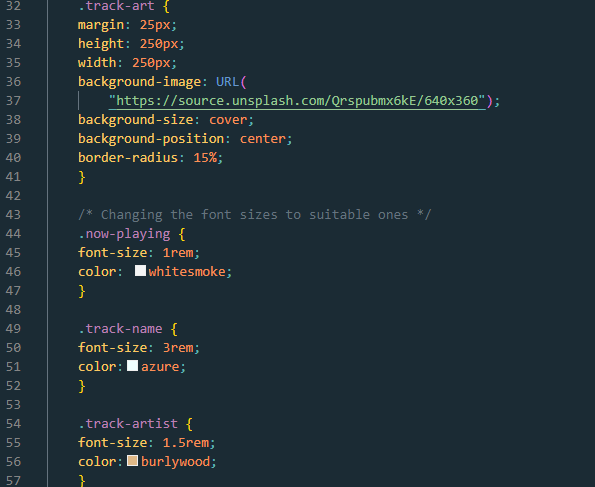 32 .track-art {
33 margin: 25px;
34 height: 250px;
35 width: 250px;
36 background-image: URL(
37 "https://source.unsplash.com/Qrspubmx6kE/640x360");
38 background-size: cover;
39 background-position: center;
40 border-radius: 15%;
41 }
42
43 /* Changing the font sizes to suitable ones */
44 .now-playing {
45 font-size: 1rem;
46 color: whitesmoke;
47 }
48
49 .track-name {
50 font-size: 3rem;
51 color: azure;
52 }
53
54 .track-artist {
55 font-size: 1.5rem;
56 color: burlywood;
57 }